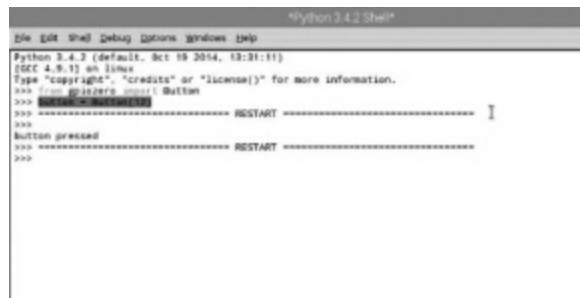 *Python 3.4.2 Shell*
File Edit Shell Debug Options Windows Help
Python 3.4.2 (default, Oct 19 2014, 13:31:11)
[GCC 4.9.1] on linux
Type "copyright", "credits" or "license()" for more information.
>>> from gpiozero import Button
>>> button = Button(12)
>>> ================================ RESTART ================================
>>>
button pressed
>>> ================================ RESTART ================================
>>>